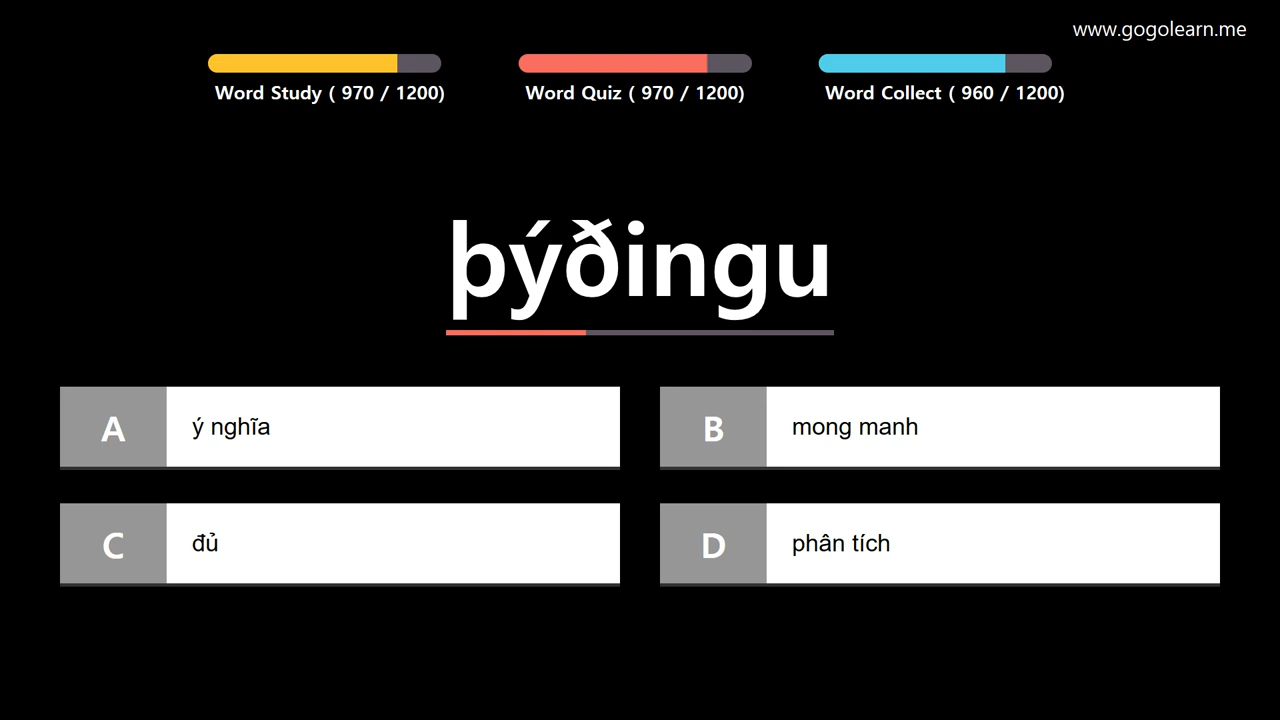 www.gogolearn.me
Word Study ( 970 / 1200)
Word Quiz ( 970 / 1200)
Word Collect ( 960 / 1200)
þýðingu
A ý nghĩa
B mong manh
C đủ
D phân tích